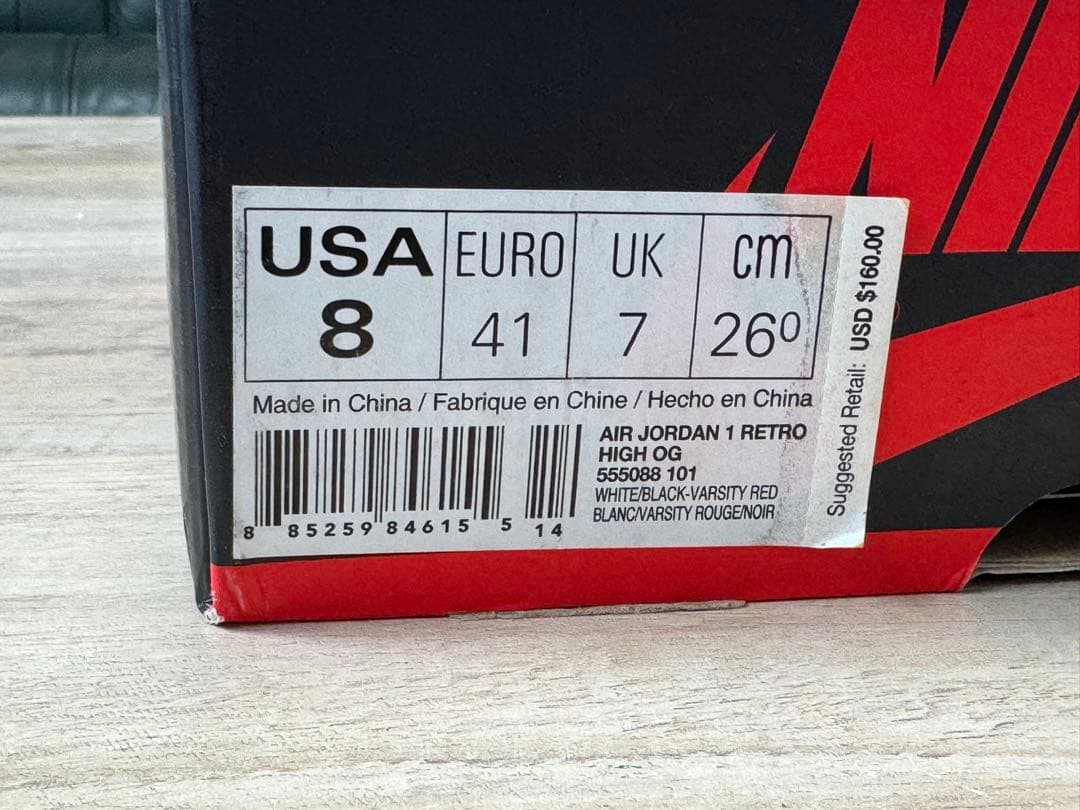 USA EURO UK cm
8 41 7 26⁰
Made in China / Fabrique en Chine / Hecho en China
AIR JORDAN 1 RETRO
HIGH OG
555088 101
WHITE/BLACK-VARSITY RED
BLANC/VARSITY ROUGE/NOIR
8 85259 84615 5 14
Suggested Retail: USD $160.00